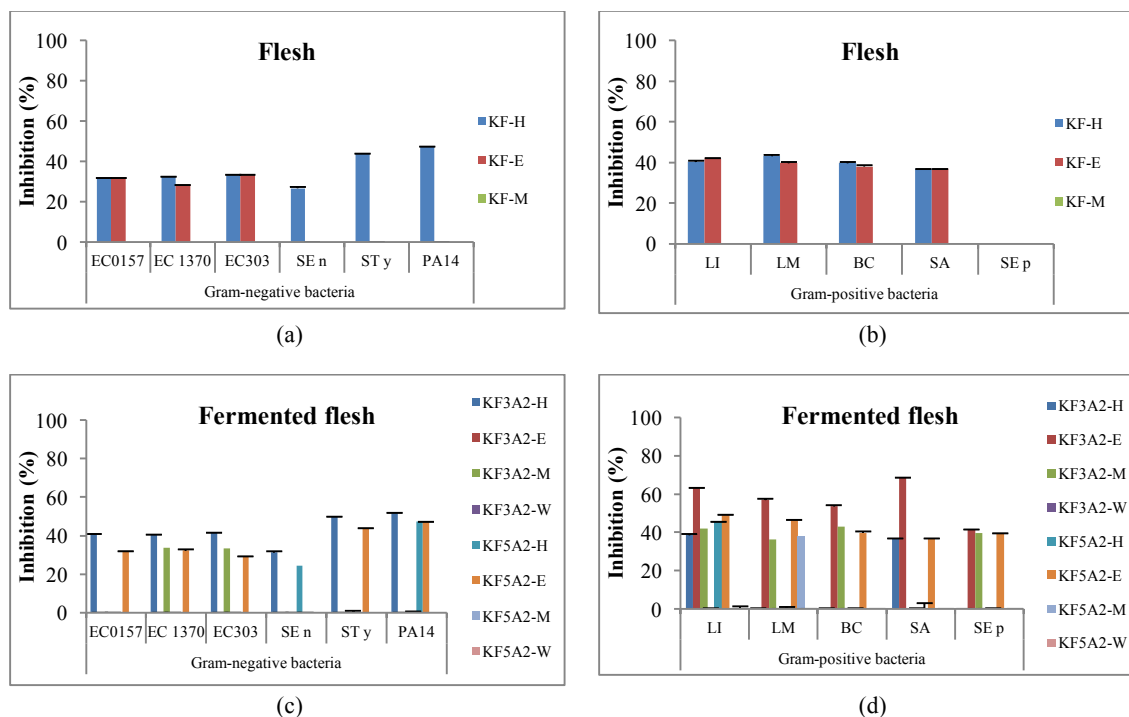 Flesh
Inhibition (%)
100
80
60
40
20
0
EC0157 EC 1370 EC303 SE n ST y PA14
Gram-negative bacteria
KF-H
KF-E
KF-M
(a)
Flesh
Inhibition (%)
100
80
60
40
20
0
LI LM BC SA SE p
Gram-positive bacteria
KF-H
KF-E
KF-M
(b)
Fermented flesh
Inhibition (%)
100
80
60
40
20
0
EC0157 EC 1370 EC303 SE n ST y PA14
Gram-negative bacteria
KF3A2-H
KF3A2-E
KF3A2-M
KF3A2-W
KF5A2-H
KF5A2-E
KF5A2-M
KF5A2-W
(c)
Fermented flesh
Inhibition (%)
100
80
60
40
20
0
LI LM BC SA SE p
Gram-positive bacteria
KF3A2-H
KF3A2-E
KF3A2-M
KF3A2-W
KF5A2-H
KF5A2-E
KF5A2-M
KF5A2-W
(d)